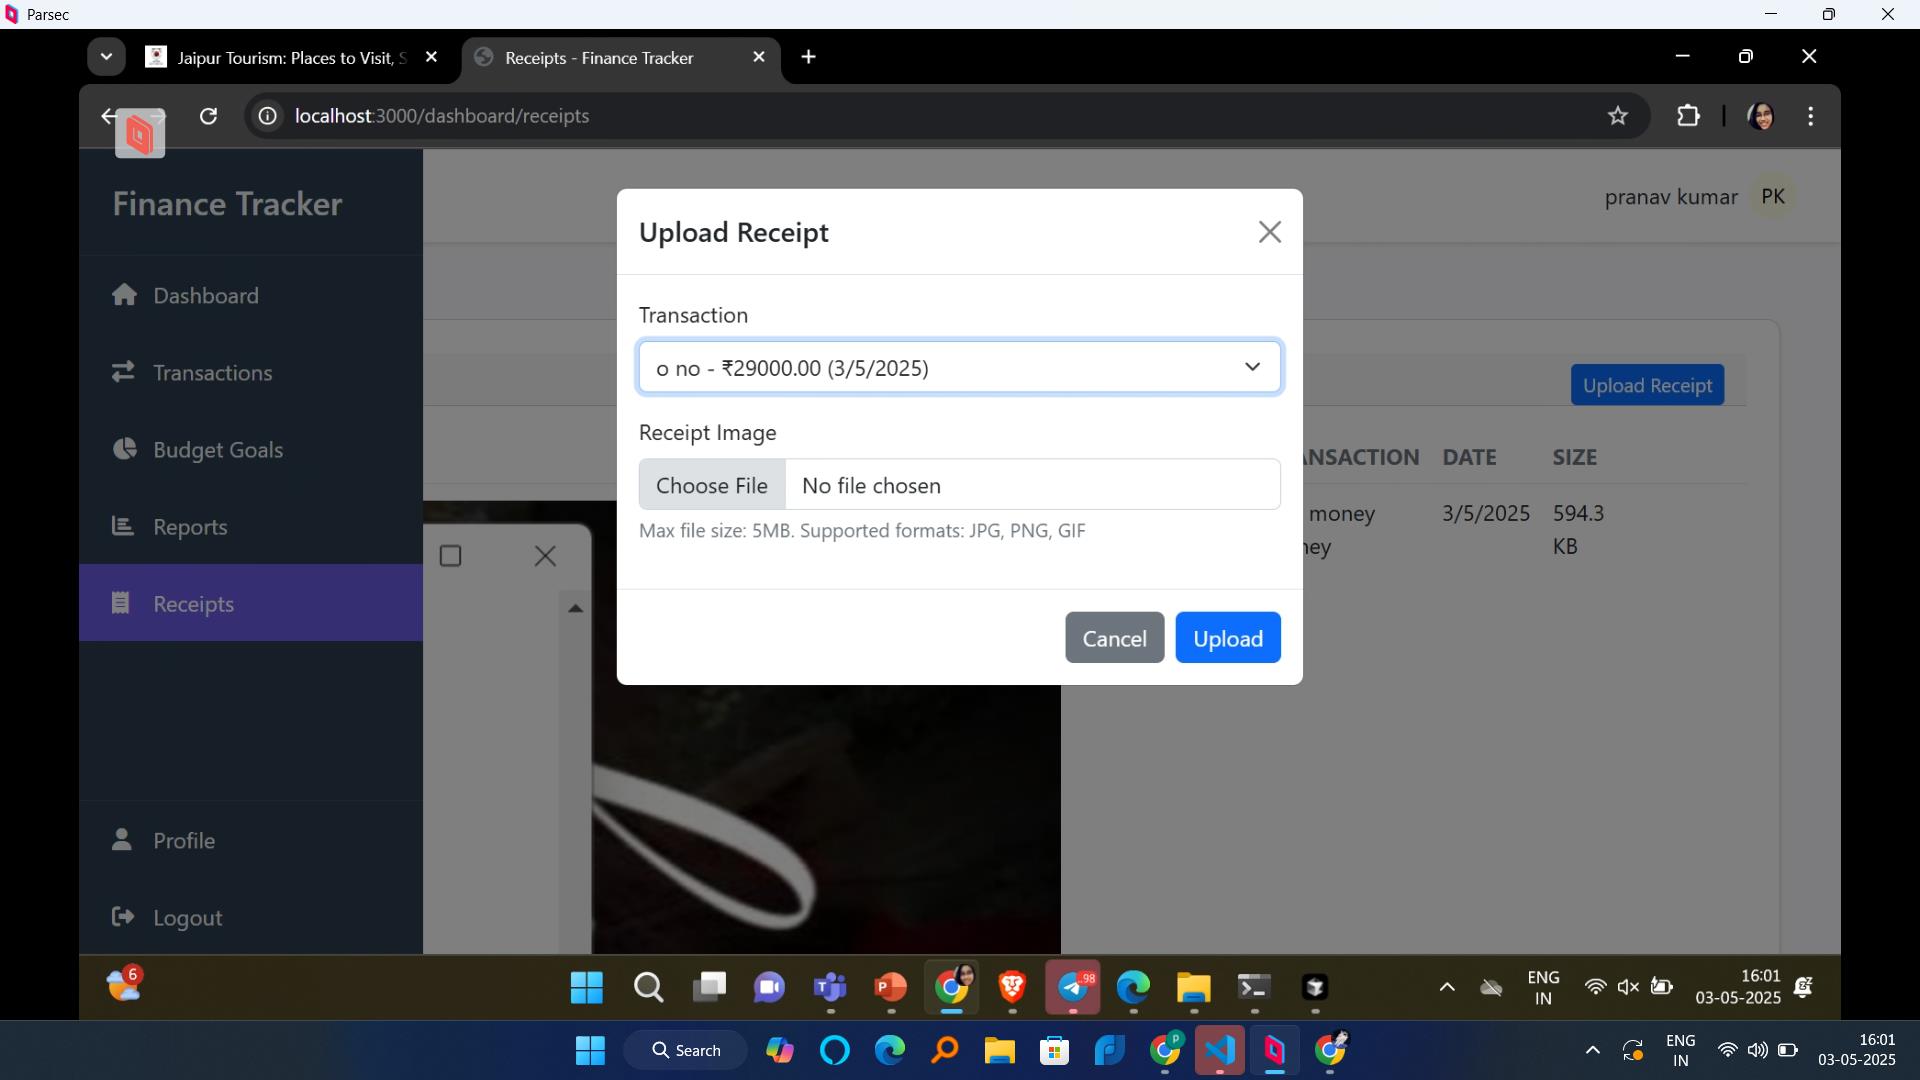 Parsec
Jaipur Tourism: Places to Visit, S
Receipts - Finance Tracker
localhost:3000/dashboard/receipts
Finance Tracker
pranav kumar PK
Dashboard
Transactions
Budget Goals
Reports
Receipts
Profile
Logout
Upload Receipt
Transaction
o no - ₹29000.00 (3/5/2025)
Receipt Image
Choose File No file chosen
Max file size: 5MB. Supported formats: JPG, PNG, GIF
Cancel Upload
Upload Receipt
NSACTION DATE SIZE
money 3/5/2025 594.3
ey KB
6
98
ENG
IN
16:01
03-05-2025
Search
P
ENG
IN
16:01
03-05-2025